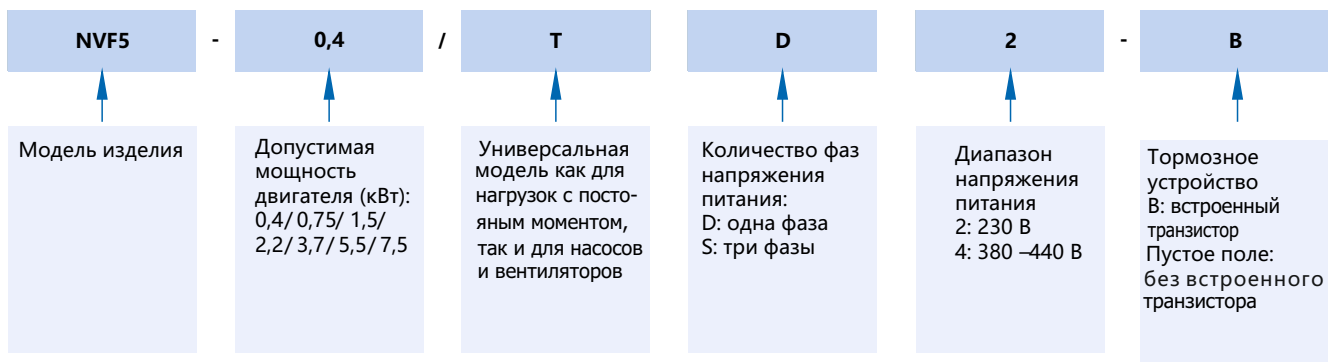 NVF5 - 0,4 / T D 2 - B
Модель изделия
Допустимая
мощность
двигателя (кВт):
0,4/ 0,75/ 1,5/
2,2/ 3,7/ 5,5/ 7,5
Универсальная
модель как для
нагрузок с посто-
яным моментом,
так и для насосов
и вентиляторов
Количество фаз
напряжения
питания:
D: одна фаза
S: три фазы
Диапазон
напряжения
питания
2: 230 В
4: 380 –440 В
Тормозное
устройство
B: встроенный
транзистор
Пустое поле:
без встроенного
транзистора